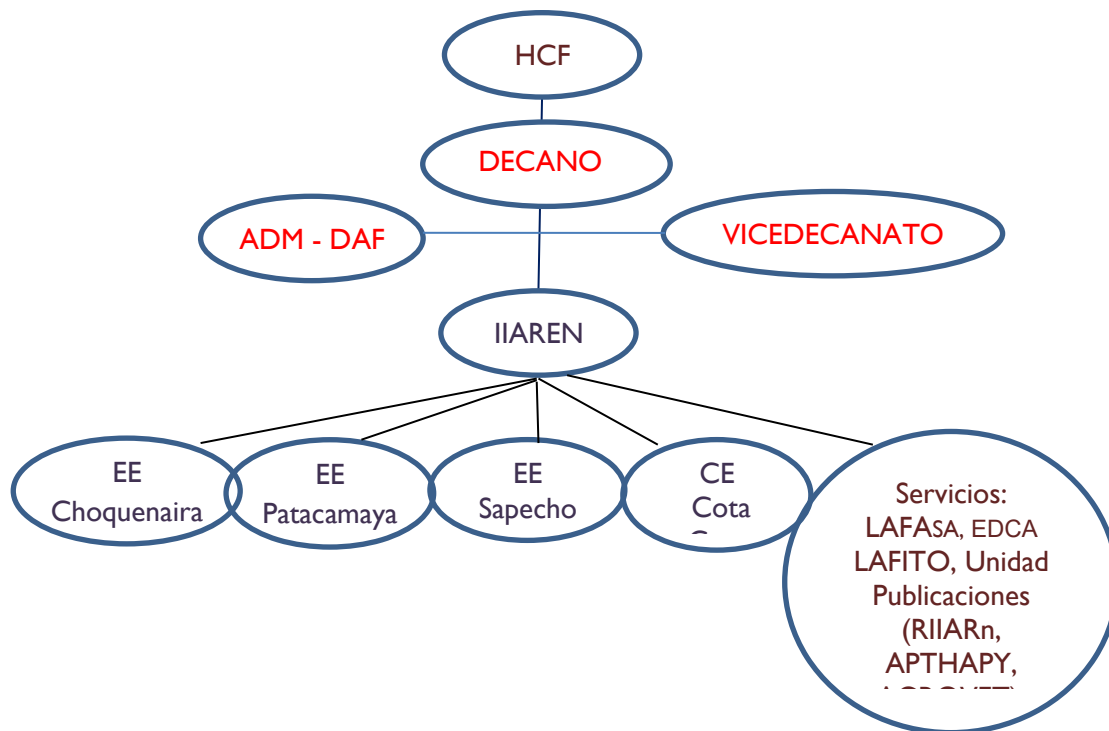 HCF
DECANO
ADM - DAF
VICEDECANATO
IIAREN
EE
Choquenaira
EE
Patacamaya
EE
Sapecho
CE
Cota
Servicios:
LAFASA, EDCA
LAFITO, Unidad
Publicaciones
(RIIARn,
APTHAPY,